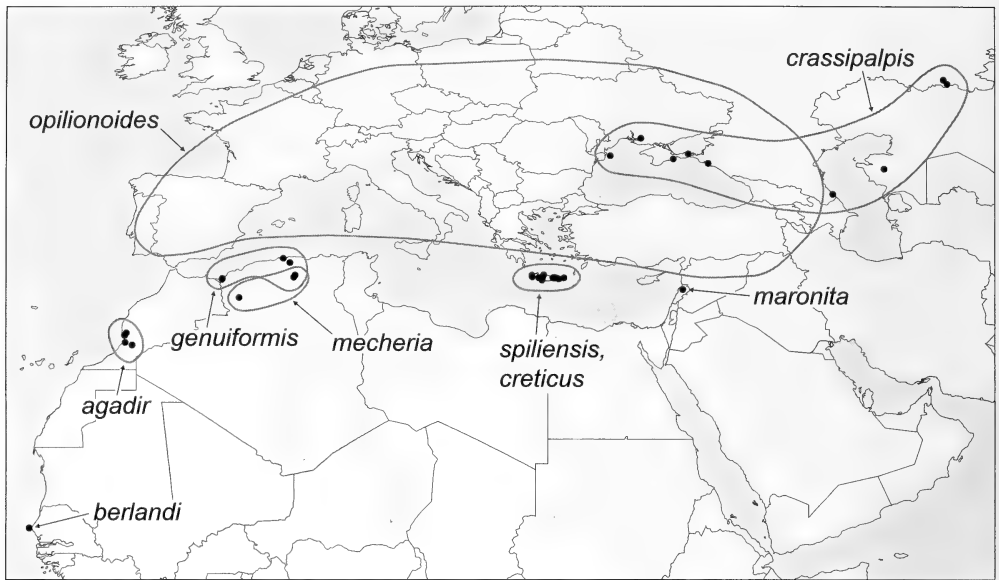 crassipalpis
opilionoides
maronita
genuiformis
mecheria
spiliensis,
creticus
agadir
berlandi